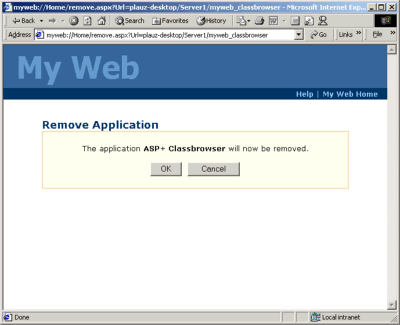 myweb://Home/remove.aspx?Url=plauz-desktop/Server1/myweb_classbrowser - Microsoft Internet Exp...
Back Search Favorites History
Address myweb://Home/remove.aspx?Url=plauz-desktop/Server1/myweb_classbrowser Go Links » File »
My Web
Help | My Web Home
Remove Application
The application ASP+ Classbrowser will now be removed.
OK Cancel
Done Local intranet